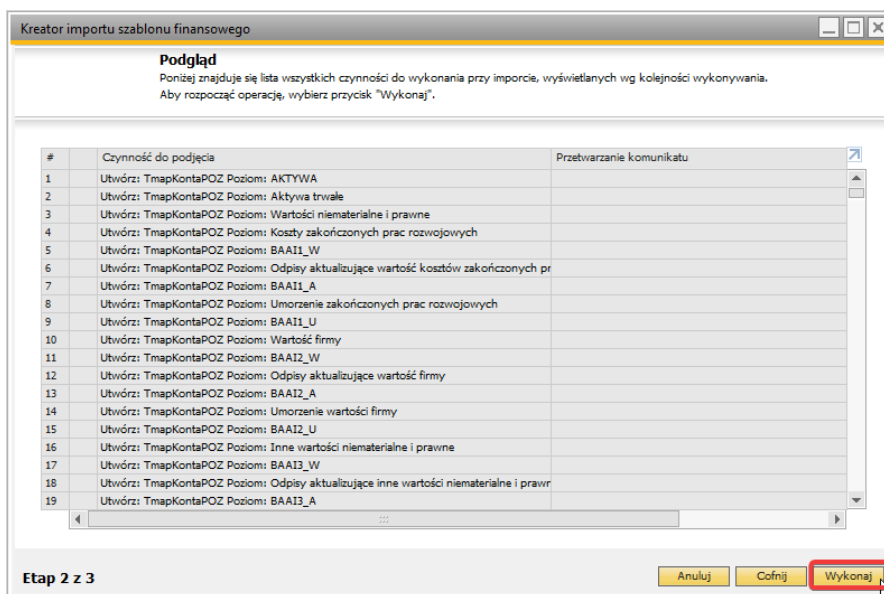 Kreator importu szablonu finansowego
Podgląd
Poniżej znajduje się lista wszystkich czynności do wykonania przy imporcie, wyświetlanych wg kolejności wykonywania.
Aby rozpocząć operację, wybierz przycisk "Wykonaj".
# Czynność do podjęcia Przetwarzanie komunikatu
1 Utwórz: TmapKontaPOZ Poziom: AKTYWA
2 Utwórz: TmapKontaPOZ Poziom: Aktywa trwałe
3 Utwórz: TmapKontaPOZ Poziom: Wartości niematerialne i prawne
4 Utwórz: TmapKontaPOZ Poziom: Koszty zakończonych prac rozwojowych
5 Utwórz: TmapKontaPOZ Poziom: BAAI1_W
6 Utwórz: TmapKontaPOZ Poziom: Odpisy aktualizujące wartość kosztów zakończonych pr
7 Utwórz: TmapKontaPOZ Poziom: BAAI1_A
8 Utwórz: TmapKontaPOZ Poziom: Umorzenie zakończonych prac rozwojowych
9 Utwórz: TmapKontaPOZ Poziom: BAAI1_U
10 Utwórz: TmapKontaPOZ Poziom: Wartość firmy
11 Utwórz: TmapKontaPOZ Poziom: BAAI2_W
12 Utwórz: TmapKontaPOZ Poziom: Odpisy aktualizujące wartość firmy
13 Utwórz: TmapKontaPOZ Poziom: BAAI2_A
14 Utwórz: TmapKontaPOZ Poziom: Umorzenie wartości firmy
15 Utwórz: TmapKontaPOZ Poziom: BAAI2_U
16 Utwórz: TmapKontaPOZ Poziom: Inne wartości niematerialne i prawne
17 Utwórz: TmapKontaPOZ Poziom: BAAI3_W
18 Utwórz: TmapKontaPOZ Poziom: Odpisy aktualizujące inne wartości niematerialne i prawr
19 Utwórz: TmapKontaPOZ Poziom: BAAI3_A
Etap 2 z 3 Anuluj Cofnij Wykonaj